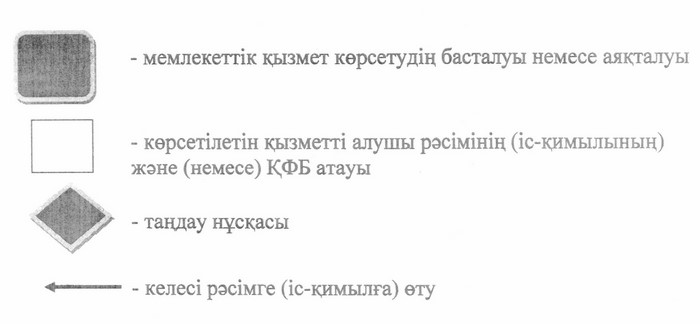 - мемлекеттік қызмет көрсетудің басталуы немесе аяқталуы
- көрсетілетін қызметті алушы рәсімінің (іс-қимылының)
және (немесе) ҚФБ атауы
- таңдау нұсқасы
- келесі рәсімге (іс-қимылға) өту